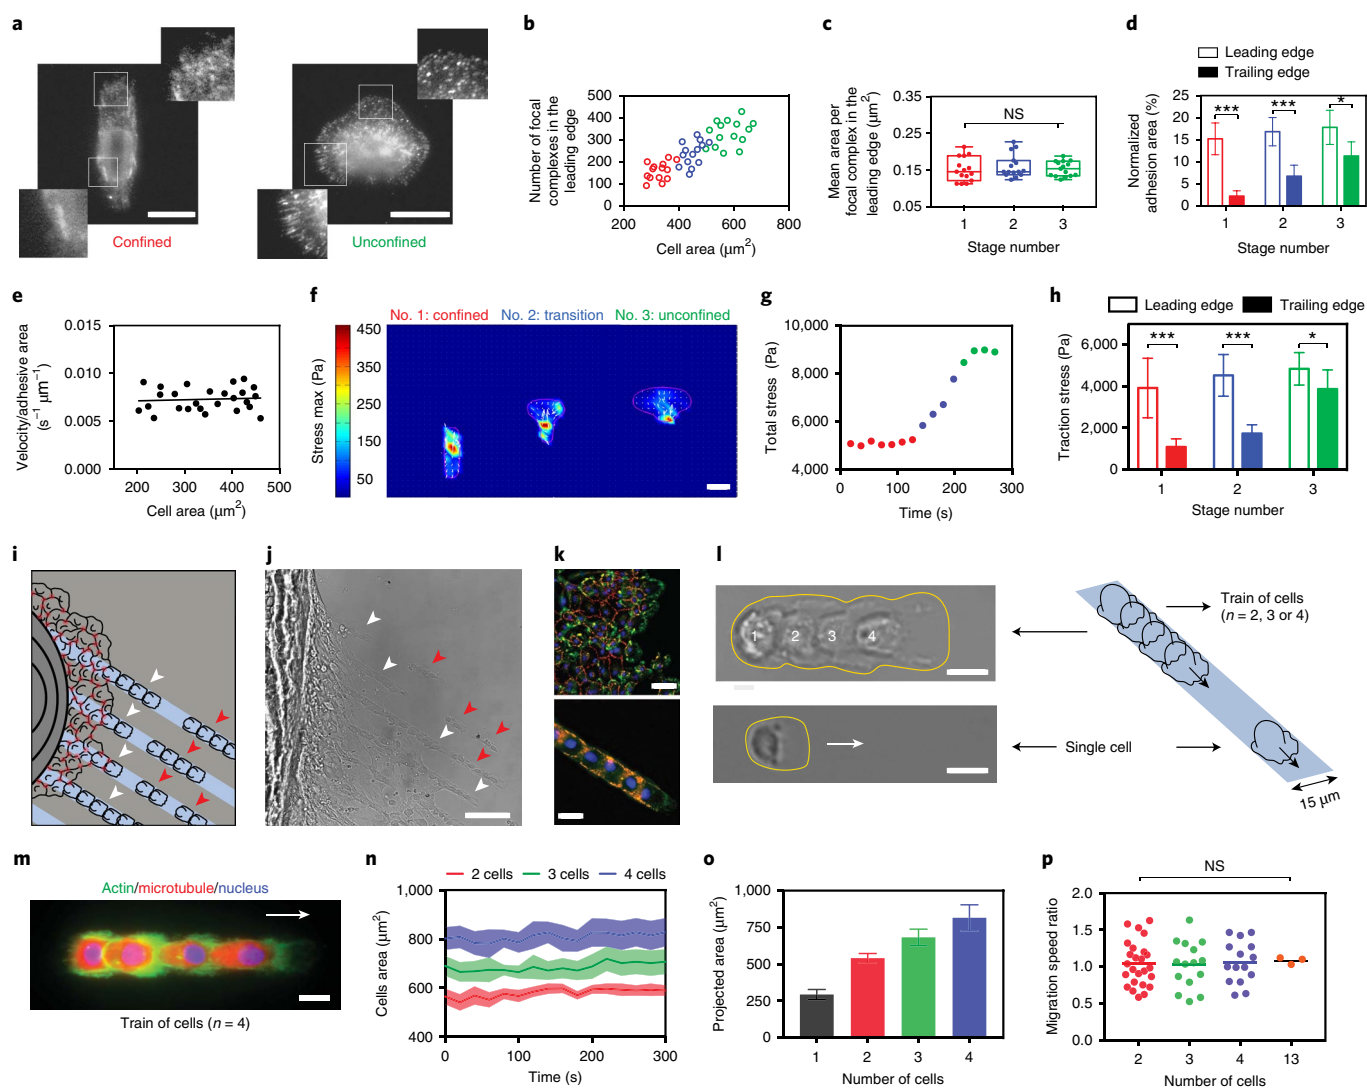 a
Confined
Unconfined
b
Number of focal
complexes in the
leading edge
500
400
300
200
100
0
200
400
600
800
Cell area (µm²)
c
Mean area per
focal complex in the
leading edge (µm²)
0.35
0.25
0.15
0.05
NS
1
2
3
Stage number
d
Leading edge
Trailing edge
Normalized
adhesion area (%)
25
20
15
10
5
0
***
***
*
1
2
3
Stage number
e
Velocity/adhesive area
(s⁻¹ µm⁻¹)
0.015
0.010
0.005
0.000
200
300
400
500
Cell area (µm²)
f
No. 1: confined
No. 2: transition
No. 3: unconfined
Stress max (Pa)
450
350
250
150
50
g
Total stress (Pa)
10,000
8,000
6,000
4,000
0
100
200
300
Time (s)
h
Leading edge
Trailing edge
Traction stress (Pa)
6,000
4,000
2,000
0
***
***
*
1
2
3
Stage number
i
j
k
l
1
2
3
4
Train of cells
(n = 2, 3 or 4)
Single cell
15 µm
m
Actin/microtubule/nucleus
Train of cells (n = 4)
n
2 cells
3 cells
4 cells
Cells area (µm²)
1,000
800
600
400
0
100
200
300
Time (s)
o
Projected area (µm²)
1,000
750
500
250
0
1
2
3
4
Number of cells
p
NS
Migration speed ratio
2.0
1.5
1.0
0.5
0.0
2
3
4
13
Number of cells